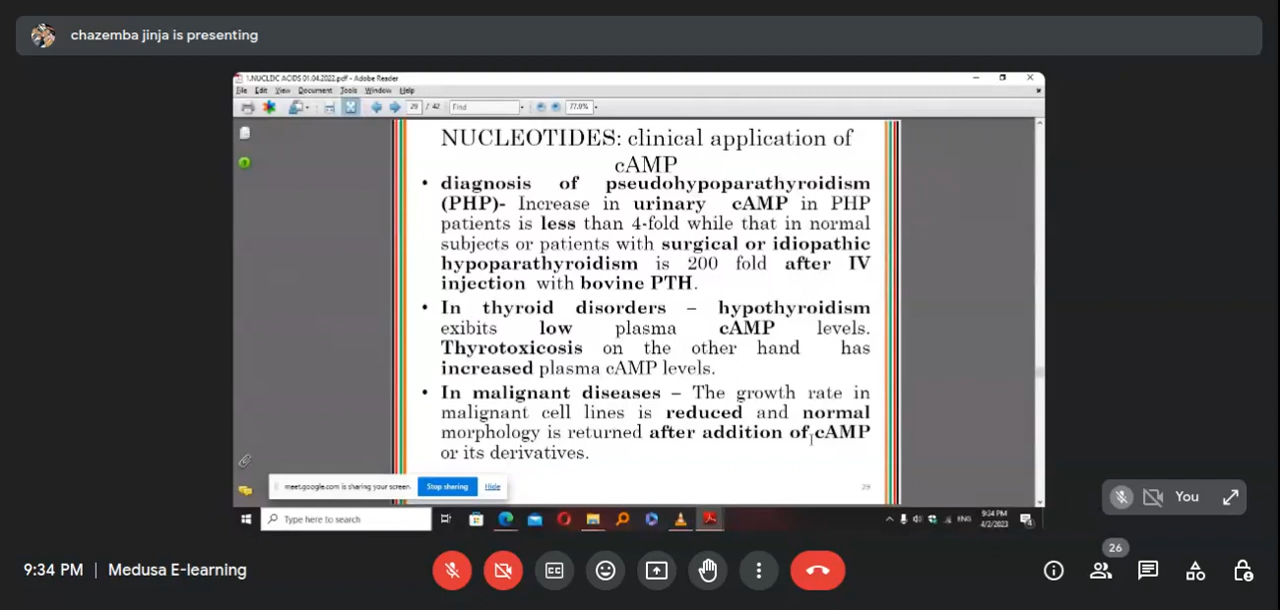 chazemba jinja is presenting
1.NUCLDC ACIDS 01.04.2022.pdf - Adobe Reader
File Edit View Document Tools Window Help
29 / 42 Find 77.9%
NUCLEOTIDES: clinical application of
cAMP
• diagnosis of pseudohypoparathyroidism
(PHP)- Increase in urinary cAMP in PHP
patients is less than 4-fold while that in normal
subjects or patients with surgical or idiopathic
hypoparathyroidism is 200 fold after IV
injection with bovine PTH.
• In thyroid disorders – hypothyroidism
exibits low plasma cAMP levels.
Thyrotoxicosis on the other hand has
increased plasma cAMP levels.
• In malignant diseases – The growth rate in
malignant cell lines is reduced and normal
morphology is returned after addition of cAMP
or its derivatives.
meet.google.com is sharing your screen. Stop sharing Hide
29
You
Type here to search
ENG
9:34 PM
4/2/2023
26
9:34 PM | Medusa E-learning